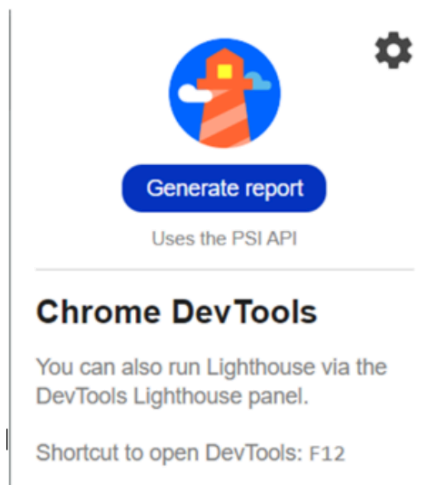 Generate report
Uses the PSI API
Chrome DevTools
You can also run Lighthouse via the
DevTools Lighthouse panel.
Shortcut to open DevTools: F12